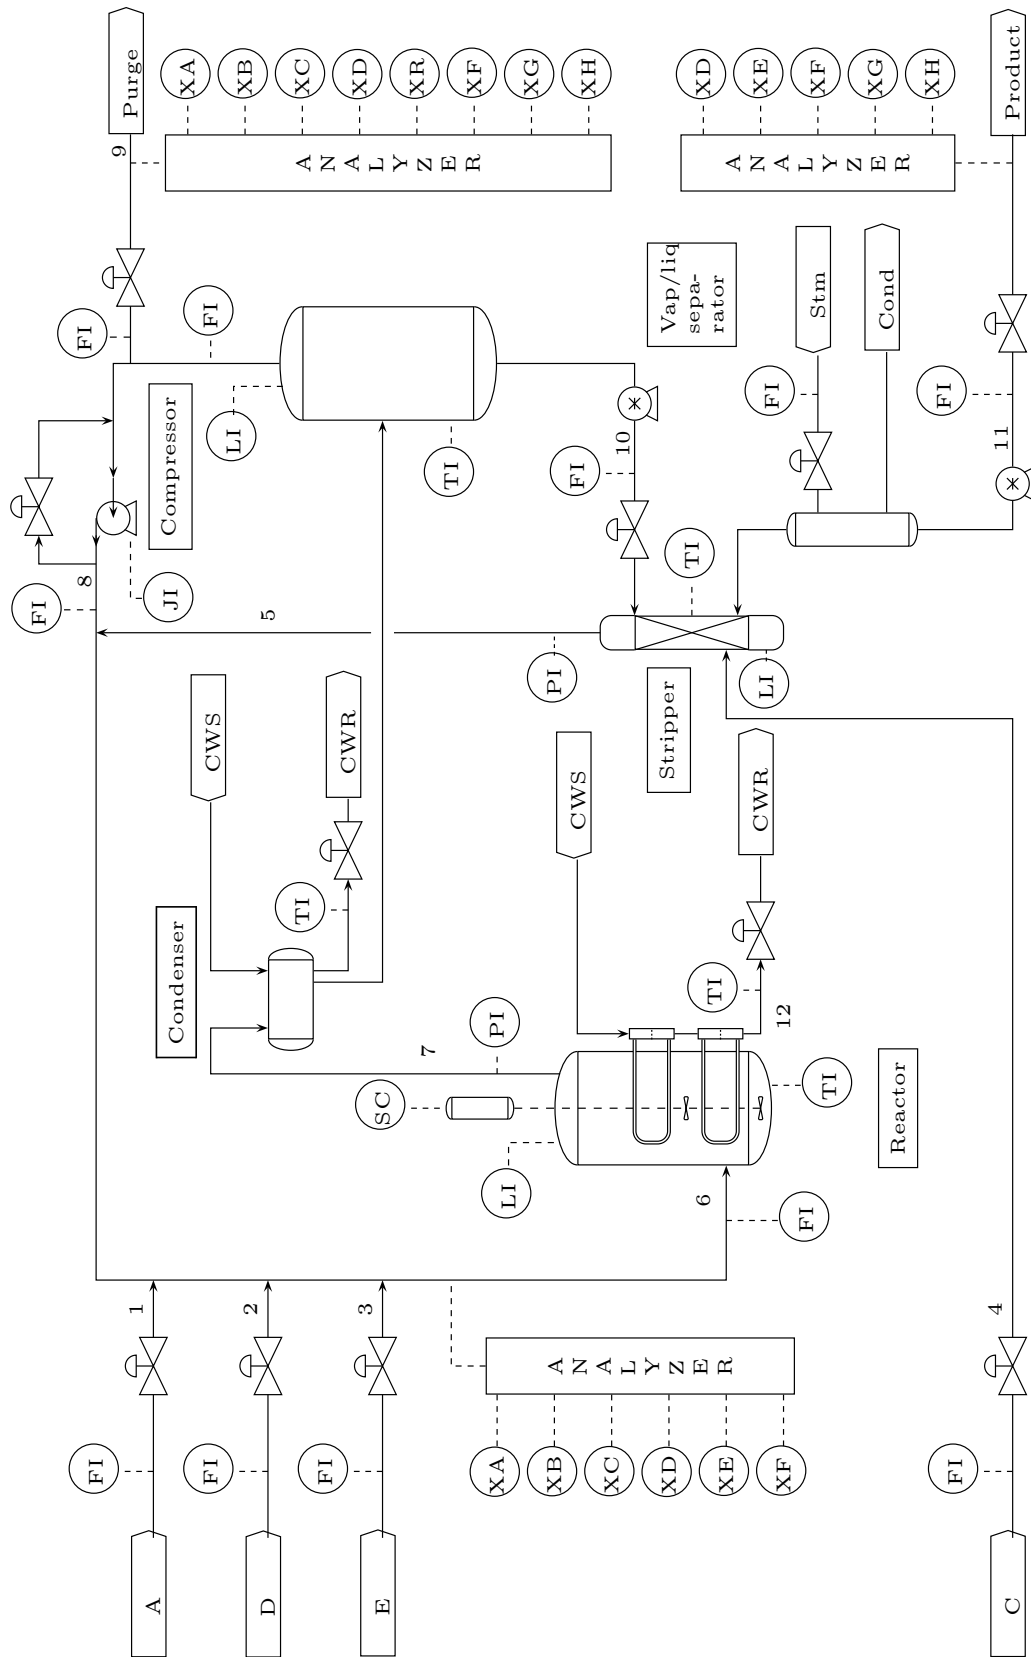 FI
8
FI
Compressor
JI
FI
FI
LI
TI
9
Purge
ANALYZER
XA
XB
XC
XD
XR
XF
XG
XH
A
FI
1
D
FI
2
E
FI
3
Condenser
CWS
TI
CWR
5
7
PI
SC
LI
CWS
TI
12
CWR
6
FI
TI
Reactor
XA
XB
XC
XD
XE
XF
ANALYZER
PI
Stripper
TI
LI
FI
10
Vap/liq
sepa-
rator
FI
Stm
Cond
FI
11
Product
ANALYZER
XD
XE
XF
XG
XH
C
FI
4